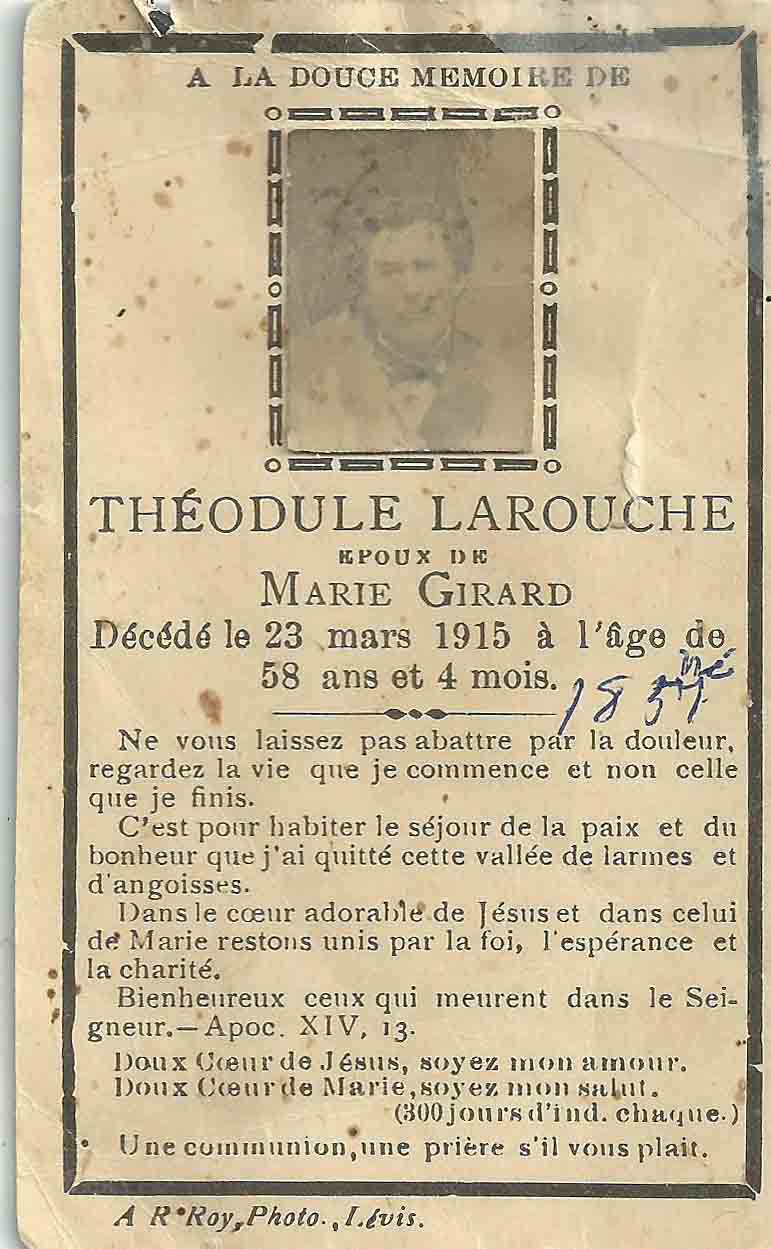 A LA DOUCE MEMOIRE DE
THÉODULE LAROUCHE
EPOUX DE
MARIE GIRARD
Décédé le 23 mars 1915 à l'âge de
58 ans et 4 mois.
né
1857
Ne vous laissez pas abattre par la douleur,
regardez la vie que je commence et non celle
que je finis.
C'est pour habiter le séjour de la paix et du
bonheur que j'ai quitté cette vallée de larmes et
d'angoisses.
Dans le cœur adorable de Jésus et dans celui
de Marie restons unis par la foi, l'espérance et
la charité.
Bienheureux ceux qui meurent dans le Sei-
gneur.—Apoc. XIV, 13.
Doux Cœur de Jésus, soyez mon amour.
Doux Cœur de Marie, soyez mon salut.
(300 jours d'ind. chaque.)
Une communion, une prière s'il vous plait.
A R. Roy, Photo., Lévis.